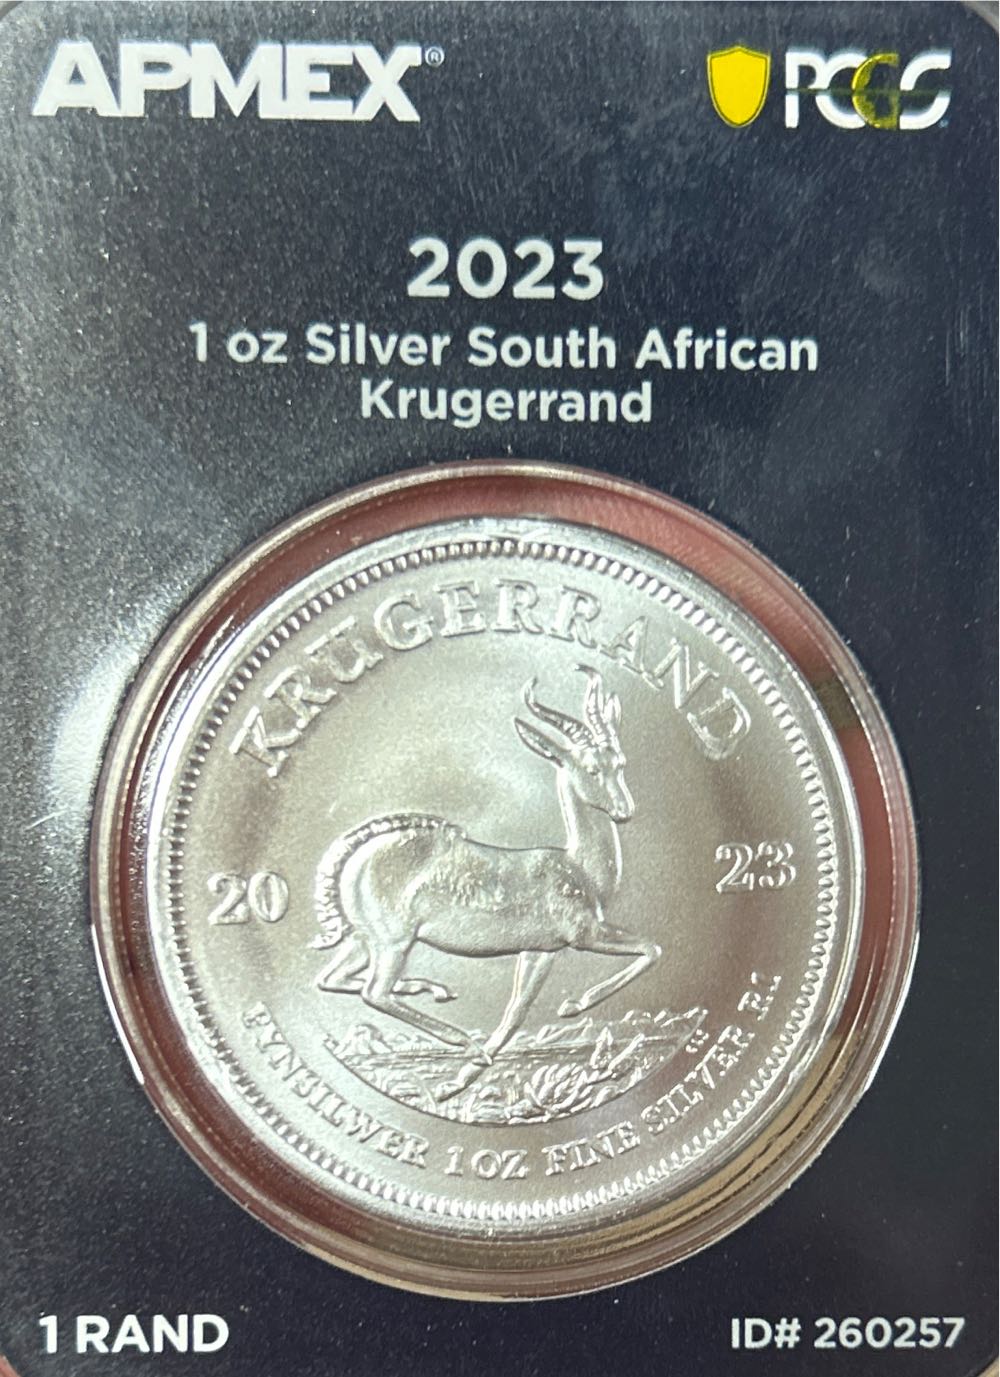 APMEX®
PCGS
2023
1 oz Silver South African
Krugerrand
KRUGERRAND
20 23
FYNSILWER 1 OZ FINE SILVER R1
1 RAND
ID# 260257